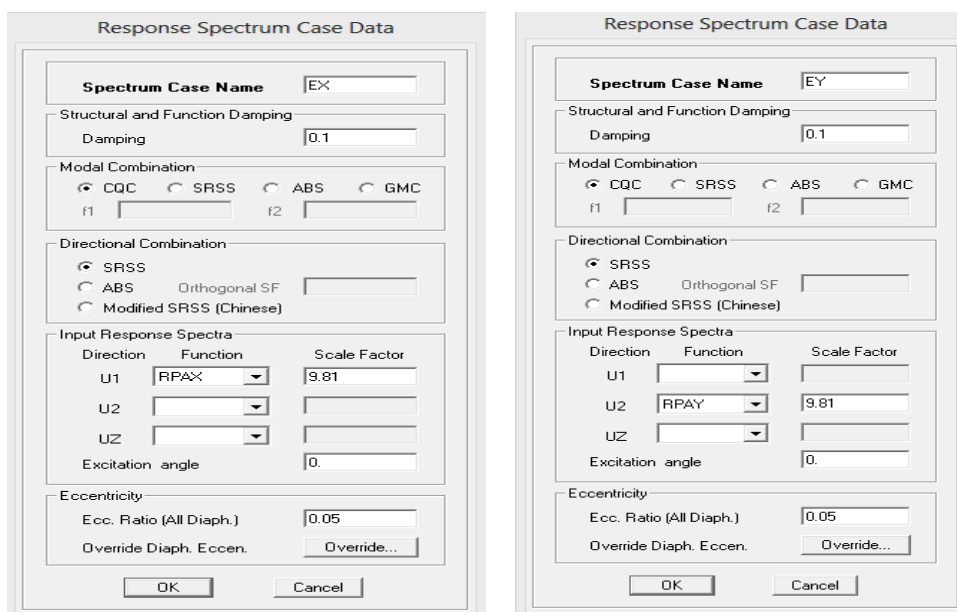 Response Spectrum Case Data
Spectrum Case Name EX
Structural and Function Damping
Damping 0.1
Modal Combination
CQC SRSS ABS GMC
f1 f2
Directional Combination
SRSS
ABS Orthogonal SF
Modified SRSS (Chinese)
Input Response Spectra
Direction Function Scale Factor
U1 RPAX 9.81
U2
UZ
Excitation angle 0.
Eccentricity
Ecc. Ratio (All Diaph.) 0.05
Override Diaph. Eccen. Override...
OK Cancel
Response Spectrum Case Data
Spectrum Case Name EY
Structural and Function Damping
Damping 0.1
Modal Combination
CQC SRSS ABS GMC
f1 f2
Directional Combination
SRSS
ABS Orthogonal SF
Modified SRSS (Chinese)
Input Response Spectra
Direction Function Scale Factor
U1
U2 RPAY 9.81
UZ
Excitation angle 0.
Eccentricity
Ecc. Ratio (All Diaph.) 0.05
Override Diaph. Eccen. Override...
OK Cancel